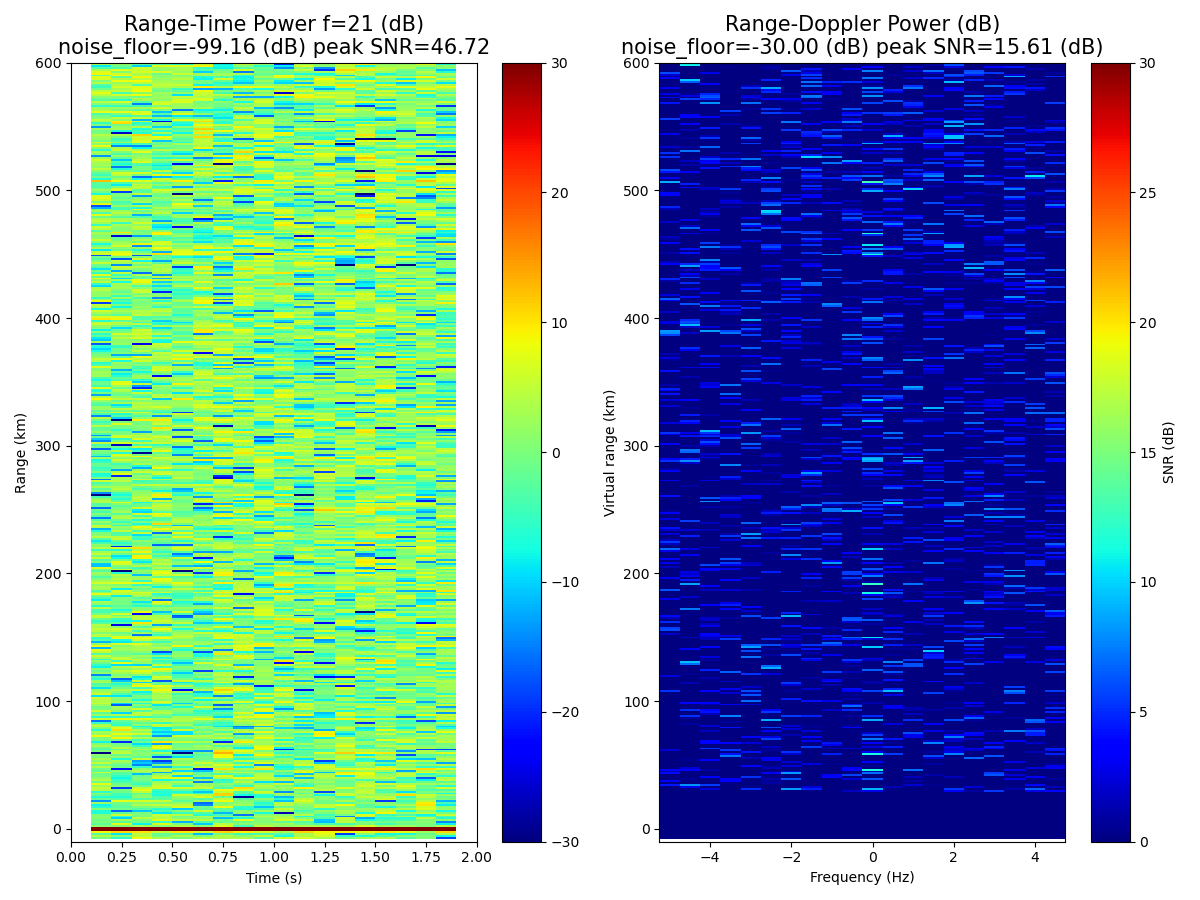 Range-Time Power f=21 (dB)
noise_floor=-99.16 (dB) peak SNR=46.72
600
500
400
300
200
100
0
Range (km)
0.00 0.25 0.50 0.75 1.00 1.25 1.50 1.75 2.00
Time (s)
30
20
10
0
−10
−20
−30
Range-Doppler Power (dB)
noise_floor=-30.00 (dB) peak SNR=15.61 (dB)
600
500
400
300
200
100
0
Virtual range (km)
−4 −2 0 2 4
Frequency (Hz)
30
25
20
15
10
5
0
SNR (dB)